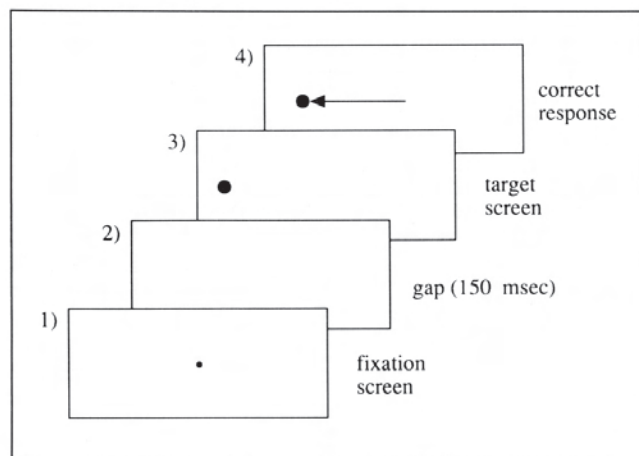 4)
correct
response
3)
target
screen
2)
gap (150 msec)
1)
fixation
screen